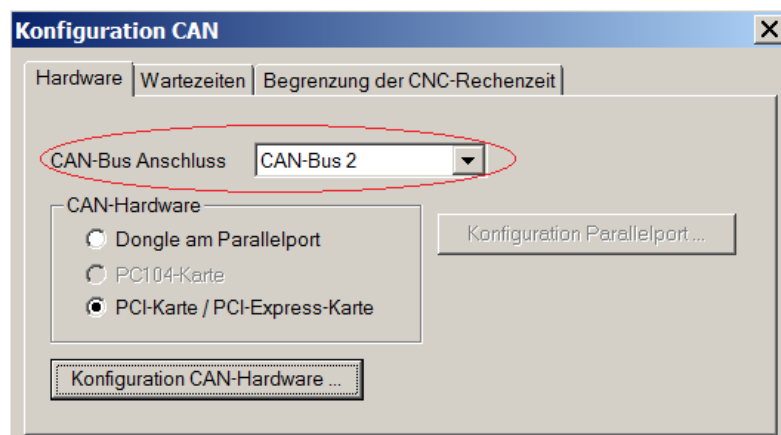 Konfiguration CAN
Hardware Wartezeiten Begrenzung der CNC-Rechenzeit
CAN-Bus Anschluss CAN-Bus 2
CAN-Hardware
Dongle am Parallelport
Konfiguration Parallelport ...
PC104-Karte
PCI-Karte / PCI-Express-Karte
Konfiguration CAN-Hardware ...